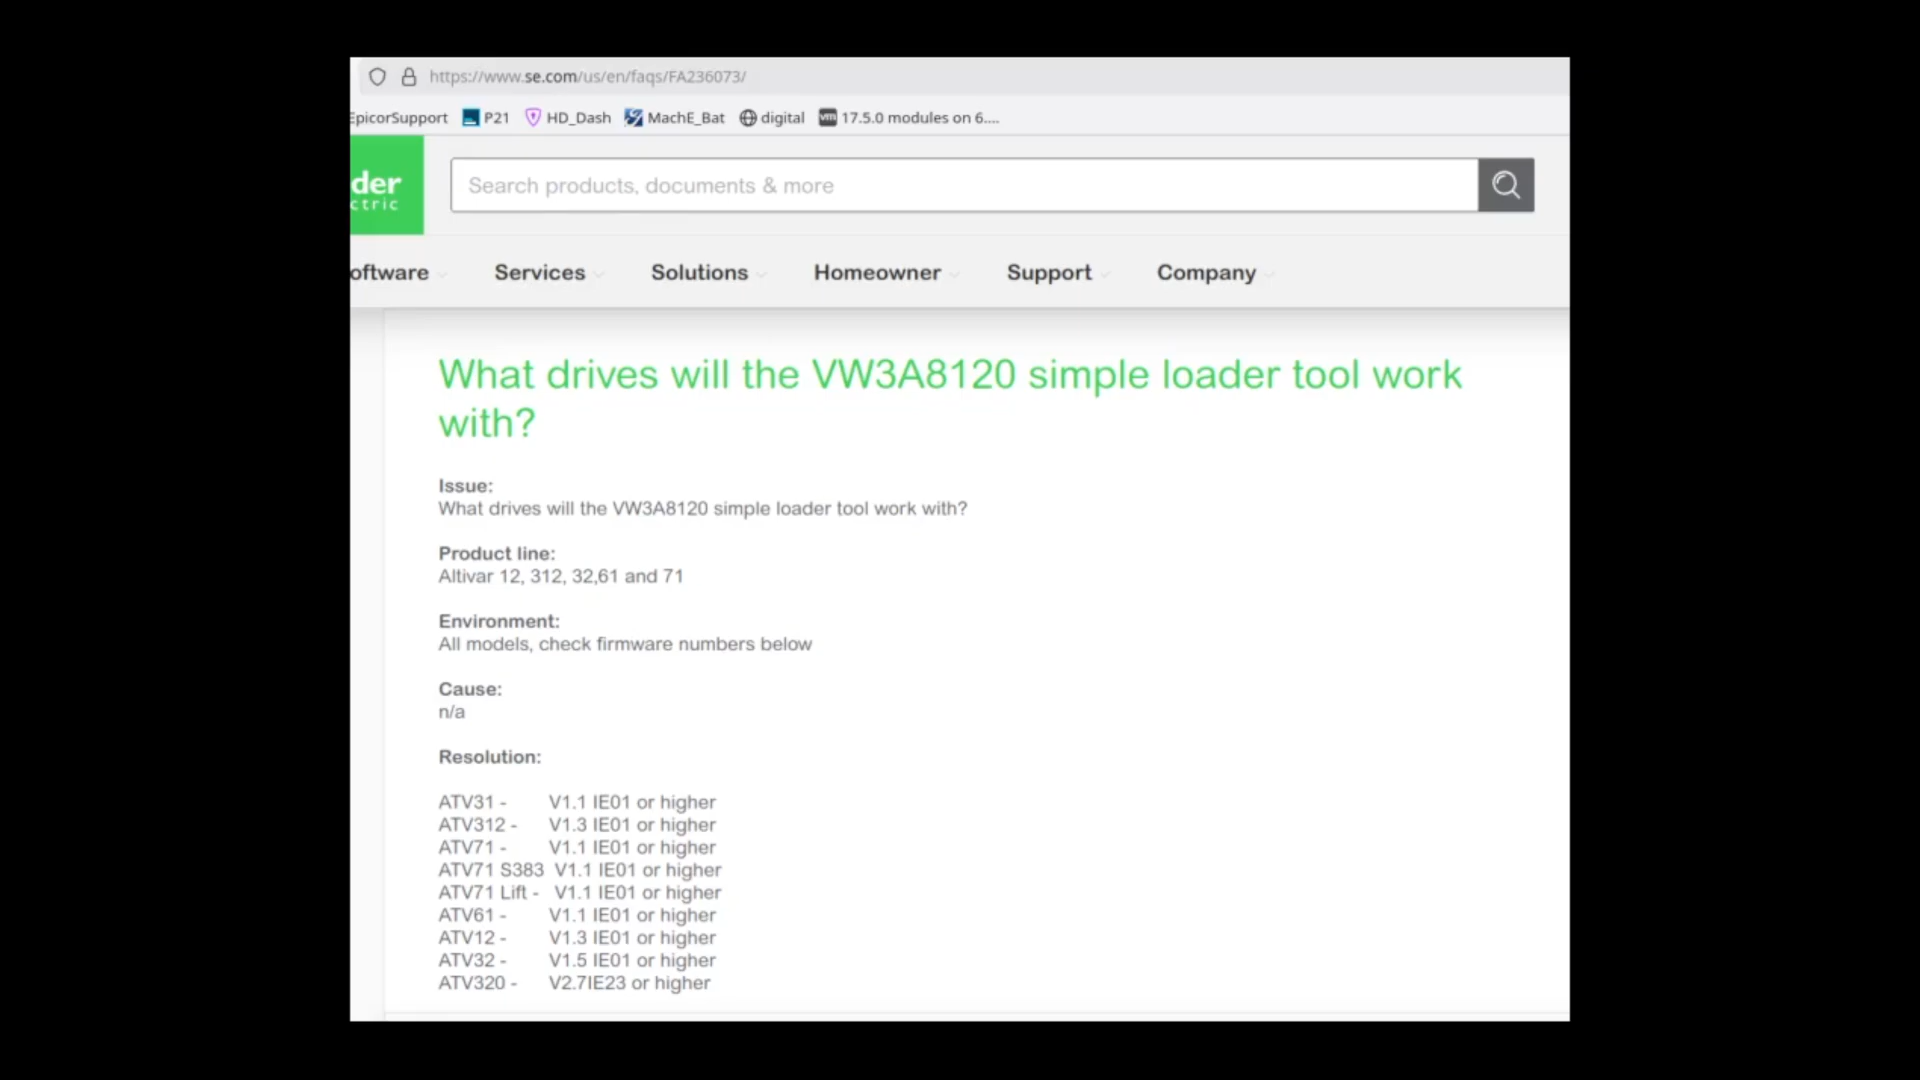 https://www.se.com/us/en/faqs/FA236073/
EpicorSupport P21 HD_Dash MachE_Bat digital vm 17.5.0 modules on 6....
der
ctric
Search products, documents & more
oftware Services Solutions Homeowner Support Company
What drives will the VW3A8120 simple loader tool work
with?
Issue:
What drives will the VW3A8120 simple loader tool work with?
Product line:
Altivar 12, 312, 32,61 and 71
Environment:
All models, check firmware numbers below
Cause:
n/a
Resolution:
ATV31 - V1.1 IE01 or higher
ATV312 - V1.3 IE01 or higher
ATV71 - V1.1 IE01 or higher
ATV71 S383 V1.1 IE01 or higher
ATV71 Lift - V1.1 IE01 or higher
ATV61 - V1.1 IE01 or higher
ATV12 - V1.3 IE01 or higher
ATV32 - V1.5 IE01 or higher
ATV320 - V2.7IE23 or higher